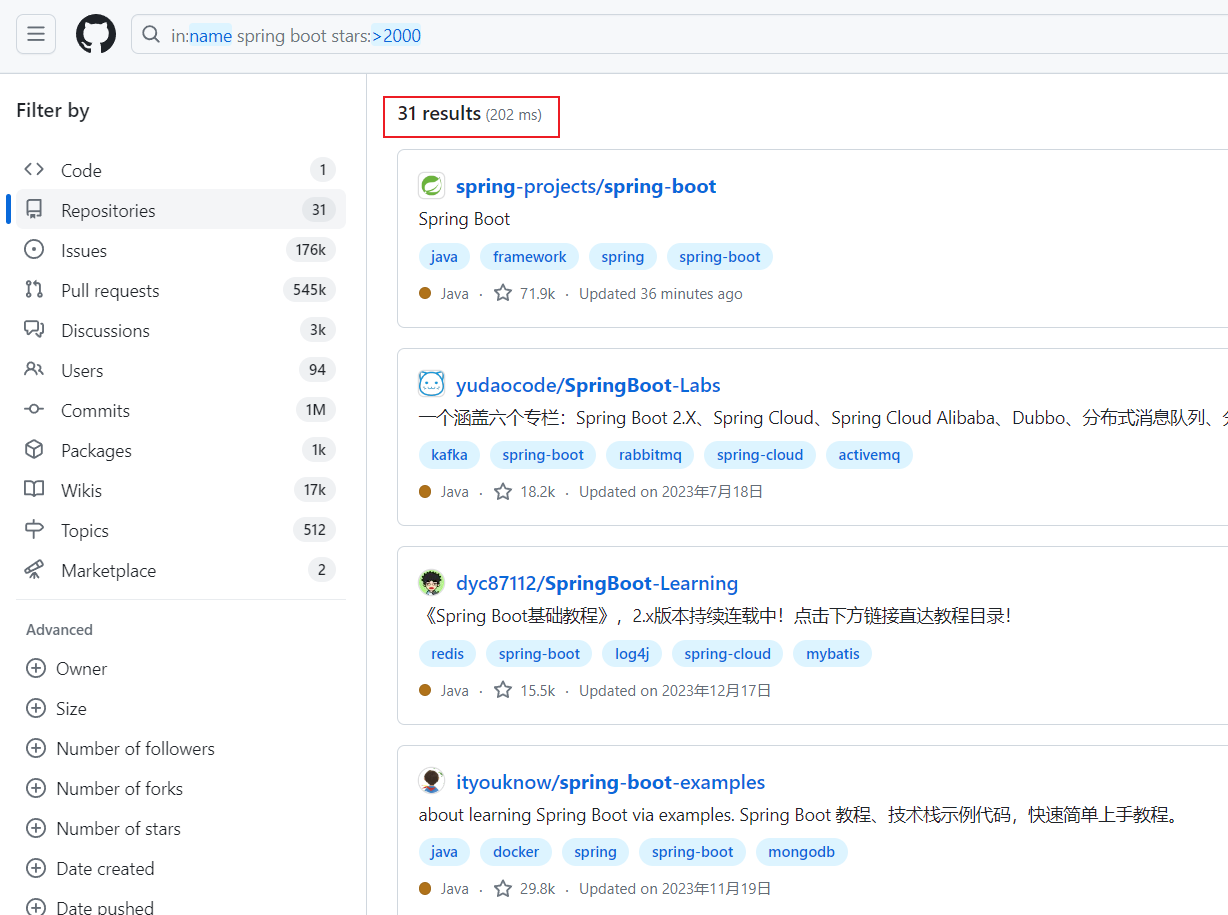 in:name spring boot stars:>2000
Filter by
Code 1
Repositories 31
Issues 176k
Pull requests 545k
Discussions 3k
Users 94
Commits 1M
Packages 1k
Wikis 17k
Topics 512
Marketplace 2
Advanced
Owner
Size
Number of followers
Number of forks
Number of stars
Date created
Date pushed
31 results (202 ms)
spring-projects/spring-boot
Spring Boot
java framework spring spring-boot
Java · 71.9k · Updated 36 minutes ago
yudaocode/SpringBoot-Labs
一个涵盖六个专栏：Spring Boot 2.X、Spring Cloud、Spring Cloud Alibaba、Dubbo、分布式消息队列、
kafka spring-boot rabbitmq spring-cloud activemq
Java · 18.2k · Updated on 2023年7月18日
dyc87112/SpringBoot-Learning
《Spring Boot基础教程》，2.x版本持续连载中！点击下方链接直达教程目录！
redis spring-boot log4j spring-cloud mybatis
Java · 15.5k · Updated on 2023年12月17日
ityouknow/spring-boot-examples
about learning Spring Boot via examples. Spring Boot 教程、技术栈示例代码，快速简单上手教程。
java docker spring spring-boot mongodb
Java · 29.8k · Updated on 2023年11月19日